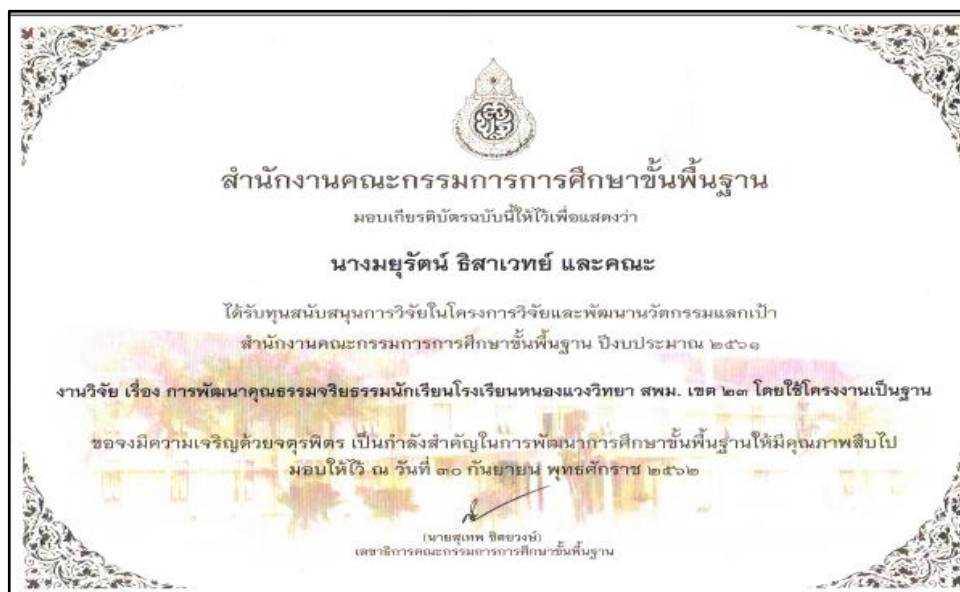 สำนักงานคณะกรรมการการศึกษาขั้นพื้นฐาน
มอบเกียรติบัตรฉบับนี้ให้ไว้เพื่อแสดงว่า
นางมยุรัตน์ ธิสาเวทย์ และคณะ
ได้รับทุนสนับสนุนการวิจัยในโครงการวิจัยและพัฒนานวัตกรรมแลกเป้า
สำนักงานคณะกรรมการการศึกษาขั้นพื้นฐาน ปีงบประมาณ ๒๕๖๑
งานวิจัย เรื่อง การพัฒนาคุณธรรมจริยธรรมนักเรียนโรงเรียนหนองแวงวิทยา สพม. เขต ๒๓ โดยใช้โครงงานเป็นฐาน
ขอจงมีความเจริญด้วยจตุรพิตร เป็นกำลังสำคัญในการพัฒนาการศึกษาขั้นพื้นฐานให้มีคุณภาพสืบไป
มอบให้ไว้ ณ วันที่ ๓๐ กันยายน พุทธศักราช ๒๕๖๒
(นายสุเทพ ชิตยวงษ์)
เลขาธิการคณะกรรมการการศึกษาขั้นพื้นฐาน